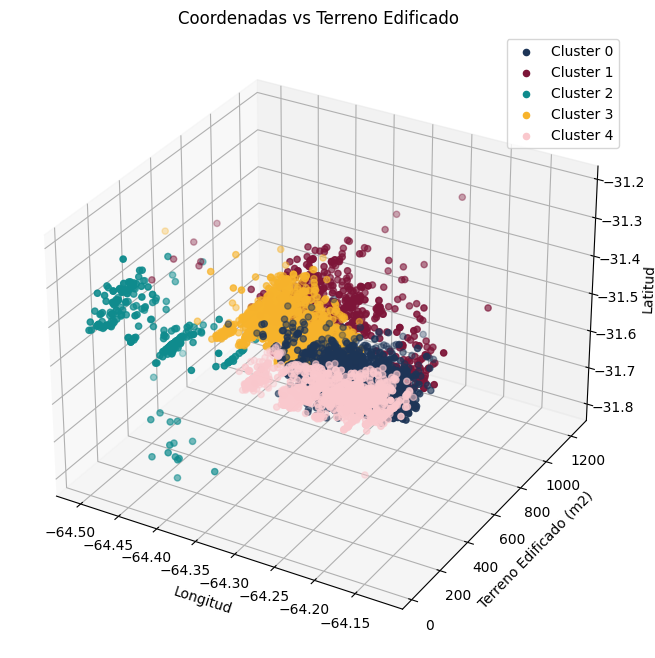 Coordenadas vs Terreno Edificado
Cluster 0
Cluster 1
Cluster 2
Cluster 3
Cluster 4
−31.2
−31.3
−31.4
−31.5
−31.6
−31.7
−31.8
Latitud
1200
1000
800
600
400
200
0
Terreno Edificado (m2)
−64.50
−64.45
−64.40
−64.35
−64.30
−64.25
−64.20
−64.15
Longitud